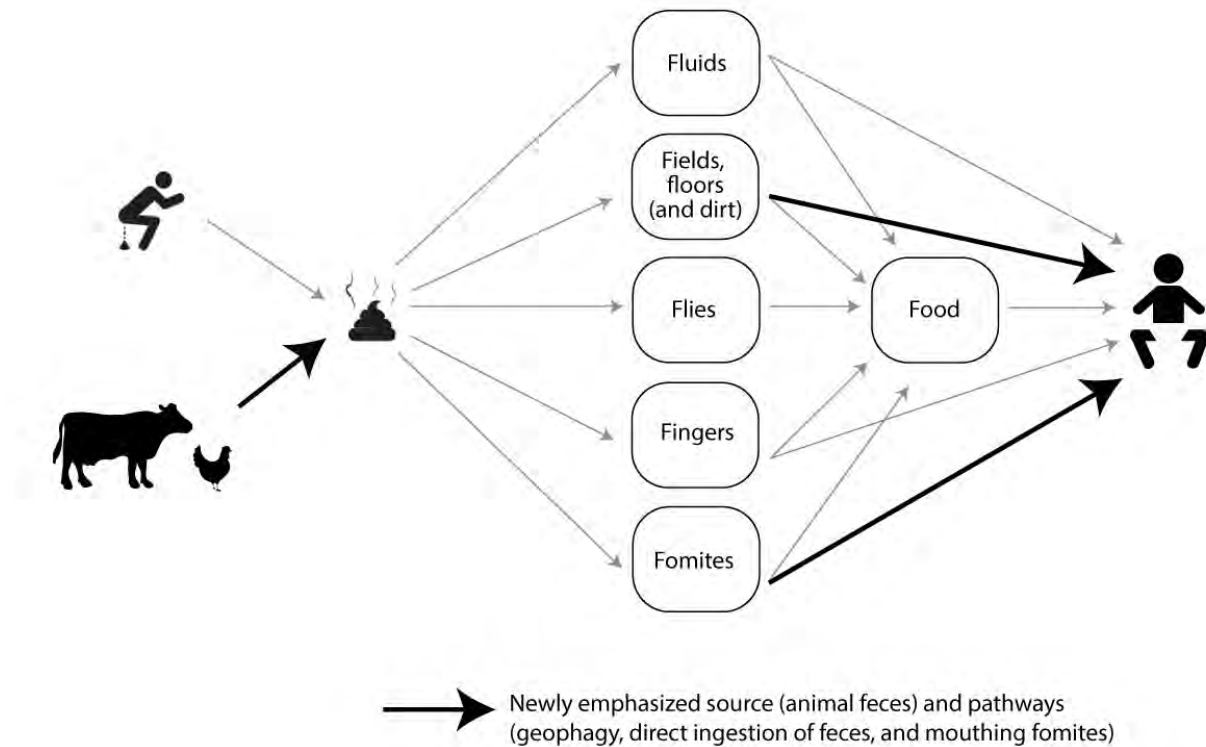 Fluids
Fields,
floors
(and dirt)
Flies
Food
Fingers
Fomites
Newly emphasized source (animal feces) and pathways
(geophagy, direct ingestion of feces, and mouthing fomites)